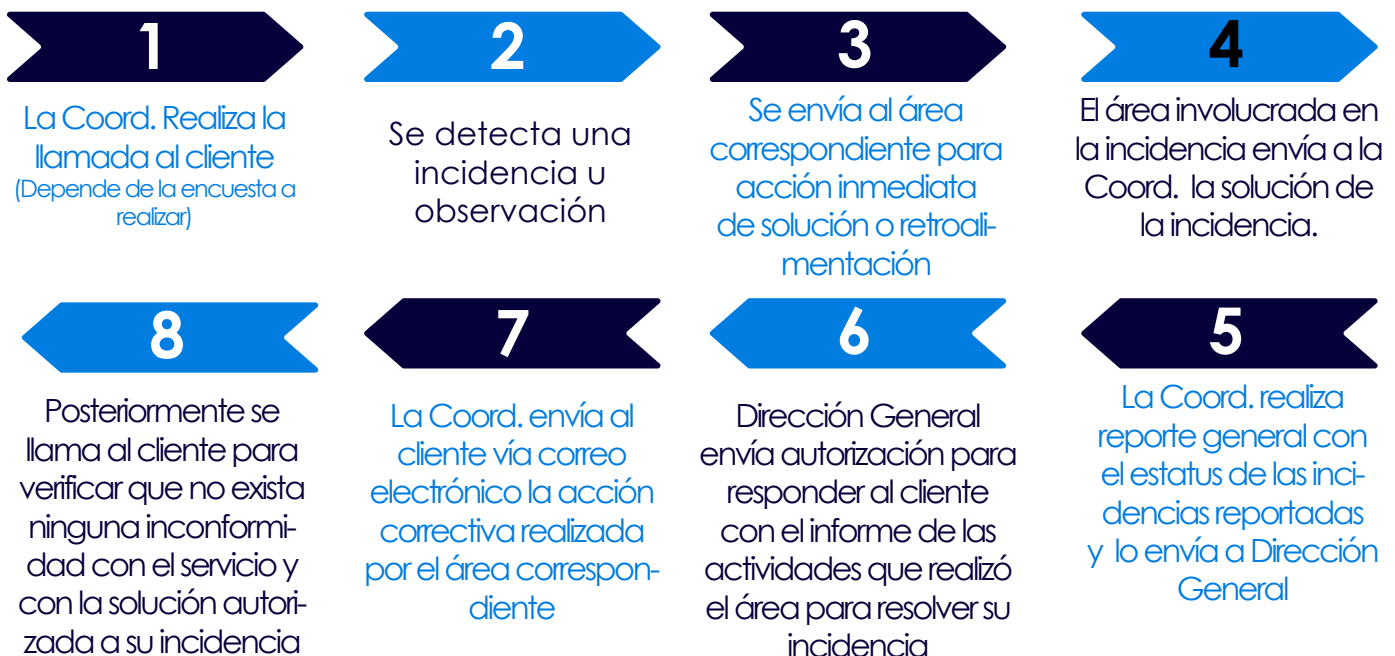 1
La Coord. Realiza la
llamada al cliente
(Depende de la encuesta a
realizar)
2
Se detecta una
incidencia u
observación
3
Se envía al área
correspondiente para
acción inmediata
de solución o retroali-
mentación
4
El área involucrada en
la incidencia envía a la
Coord. la solución de
la incidencia.
5
La Coord. realiza
reporte general con
el estatus de las inci-
dencias reportadas
y lo envía a Dirección
General
6
Dirección General
envía autorización para
responder al cliente
con el informe de las
actividades que realizó
el área para resolver su
incidencia
7
La Coord. envía al
cliente vía correo
electrónico la acción
correctiva realizada
por el área correspon-
diente
8
Posteriormente se
llama al cliente para
verificar que no exista
ninguna inconformi-
dad con el servicio y
con la solución autori-
zada a su incidencia